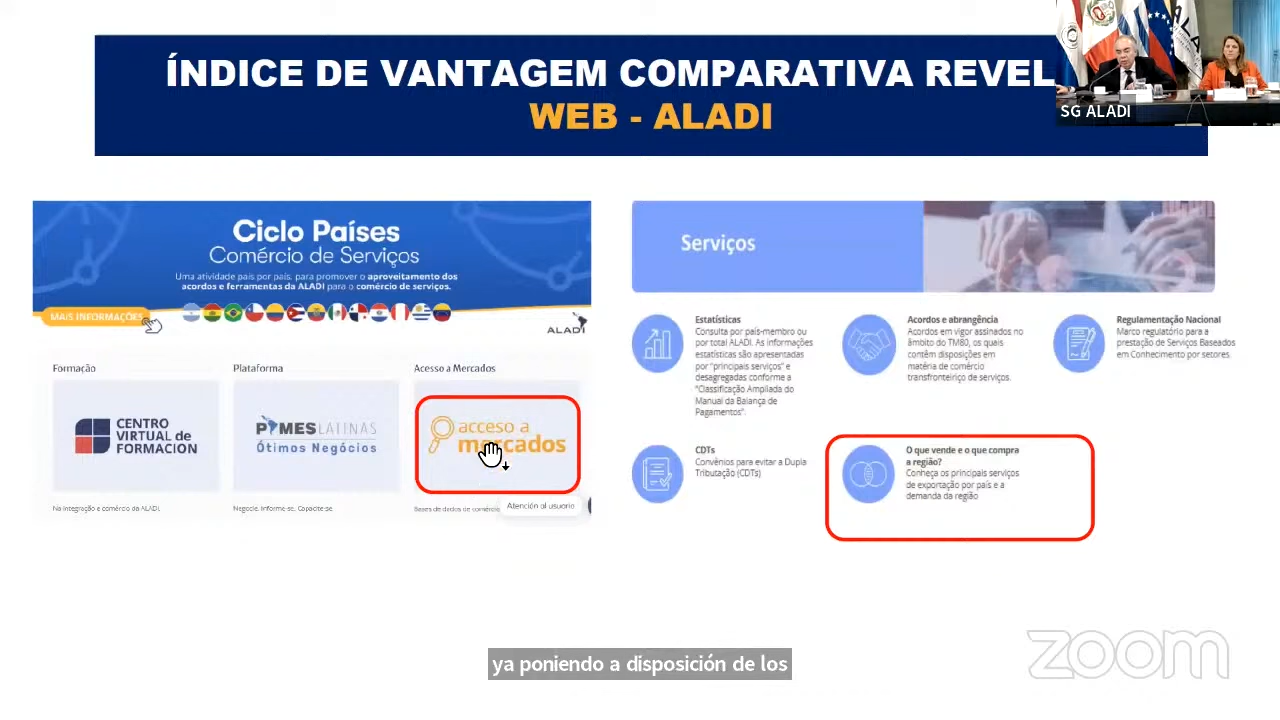 ÍNDICE DE VANTAGEM COMPARATIVA REVEL
WEB - ALADI
SG ALADI
Ciclo Países
Comércio de Serviços
Uma atividade país por país, para promover o aproveitamento dos
acordos e ferramentas da ALADI para o comércio de serviços.
MAIS INFORMAÇÕES
ALADI
Formação
Plataforma
Acesso a Mercados
CENTRO
VIRTUAL de
FORMACION
PYMESLATINAS
Ótimos Negócios
acceso a
mercados
Na integração e comércio da ALADI.
Negocie. Informe-se. Capacite-se.
Bases de dados de comércio
Atención al usuario
Serviços
Estatísticas
Consulta por país-membro ou
por total ALADI. As informações
estatísticas são apresentadas
por "principais serviços" e
desagregadas conforme a
"Classificação Ampliada do
Manual da Balança de
Pagamentos".
Acordos e abrangência
Acordos em vigor assinados no
âmbito do TM80, os quais
contêm disposições em
matéria de comércio
transfronteiriço de serviços.
Regulamentação Nacional
Marco regulatório para a
prestação de Serviços Baseados
em Conhecimento por setores.
CDTs
Convênios para evitar a Dupla
Tributação (CDTs)
O que vende e o que compra
a região?
Conheça os principais serviços
de exportação por país e a
demanda da região
ya poniendo a disposición de los
zoom